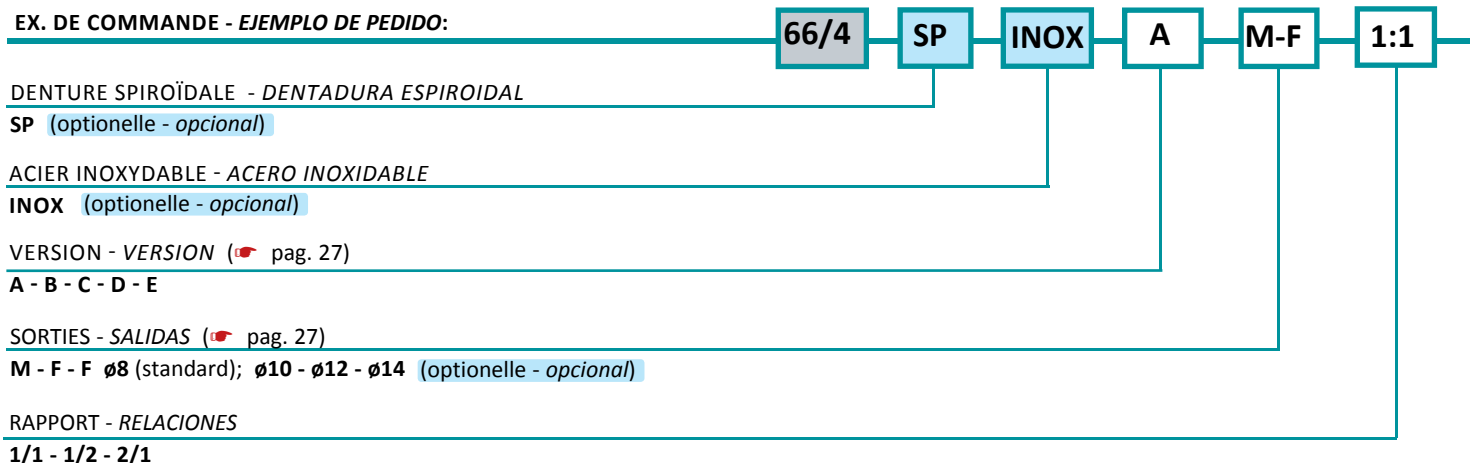 EX. DE COMMANDE - EJEMPLO DE PEDIDO:
66/4 SP INOX A M-F 1:1
DENTURE SPIROÏDALE - DENTADURA ESPIROIDAL
SP (optionelle - opcional)
ACIER INOXYDABLE - ACERO INOXIDABLE
INOX (optionelle - opcional)
VERSION - VERSION (☛ pag. 27)
A - B - C - D - E
SORTIES - SALIDAS (☛ pag. 27)
M - F - F ø8 (standard); ø10 - ø12 - ø14 (optionelle - opcional)
RAPPORT - RELACIONES
1/1 - 1/2 - 2/1